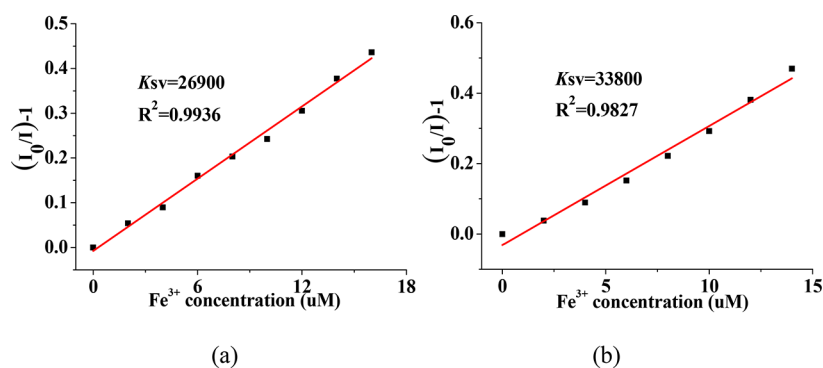 0.5
0.4
0.3
0.2
0.1
0.0
(I0/I)-1
Ksv=26900
R²=0.9936
0 6 12 18
Fe³⁺ concentration (uM)
(a)
0.6
0.4
0.2
0.0
(I0/I)-1
Ksv=33800
R²=0.9827
0 5 10 15
Fe³⁺ concentration (uM)
(b)